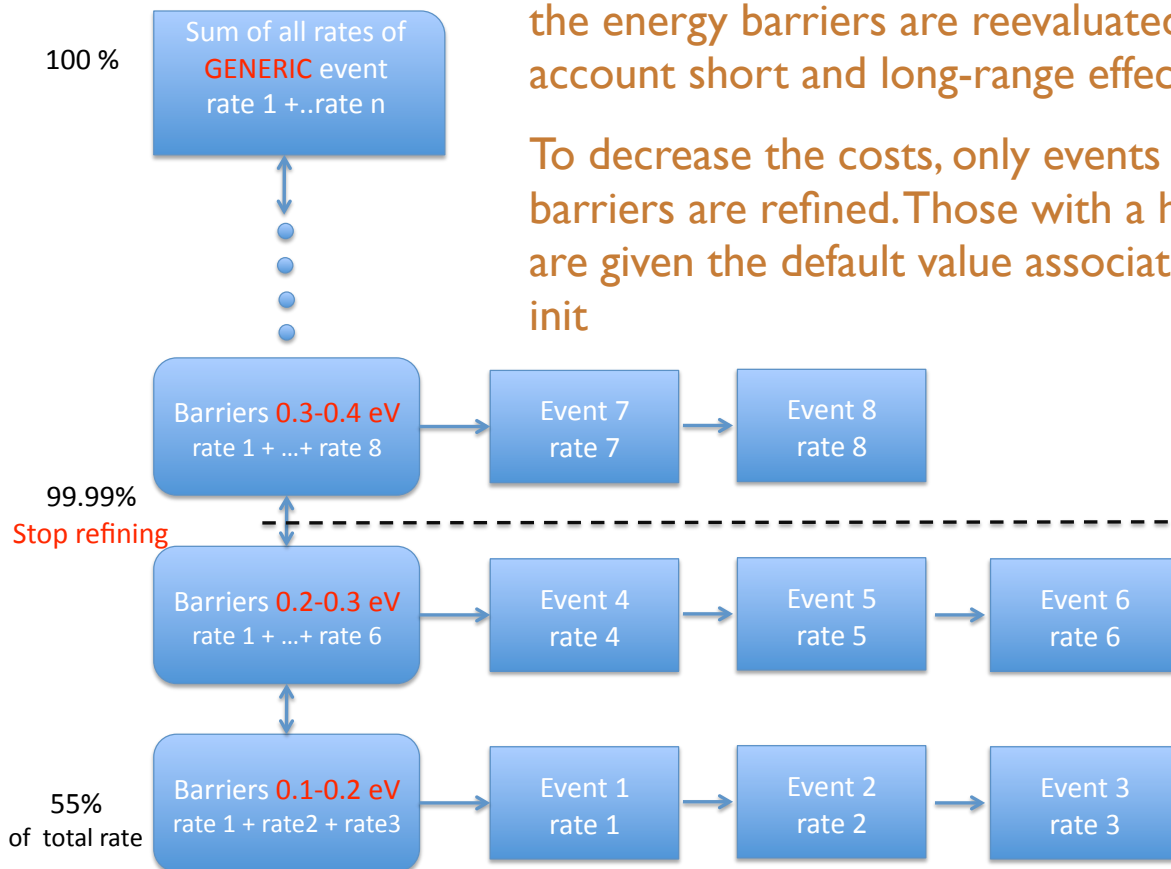 the energy barriers are reevaluated
account short and long-range effec
To decrease the costs, only events
barriers are refined. Those with a h
are given the default value associat
init
100 %
Sum of all rates of
GENERIC event
rate 1 +..rate n
Barriers 0.3-0.4 eV
rate 1 + ...+ rate 8
Event 7
rate 7
Event 8
rate 8
99.99%
Stop refining
Barriers 0.2-0.3 eV
rate 1 + ...+ rate 6
Event 4
rate 4
Event 5
rate 5
Event 6
rate 6
55%
of total rate
Barriers 0.1-0.2 eV
rate 1 + rate2 + rate3
Event 1
rate 1
Event 2
rate 2
Event 3
rate 3